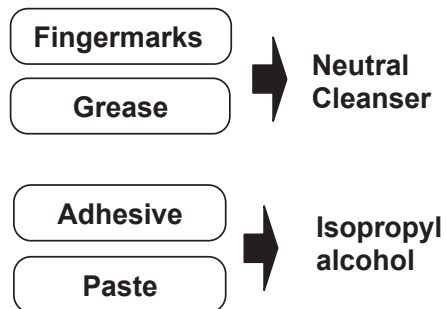 Fingermarks
Grease
Neutral
Cleanser
Adhesive
Paste
Isopropyl
alcohol